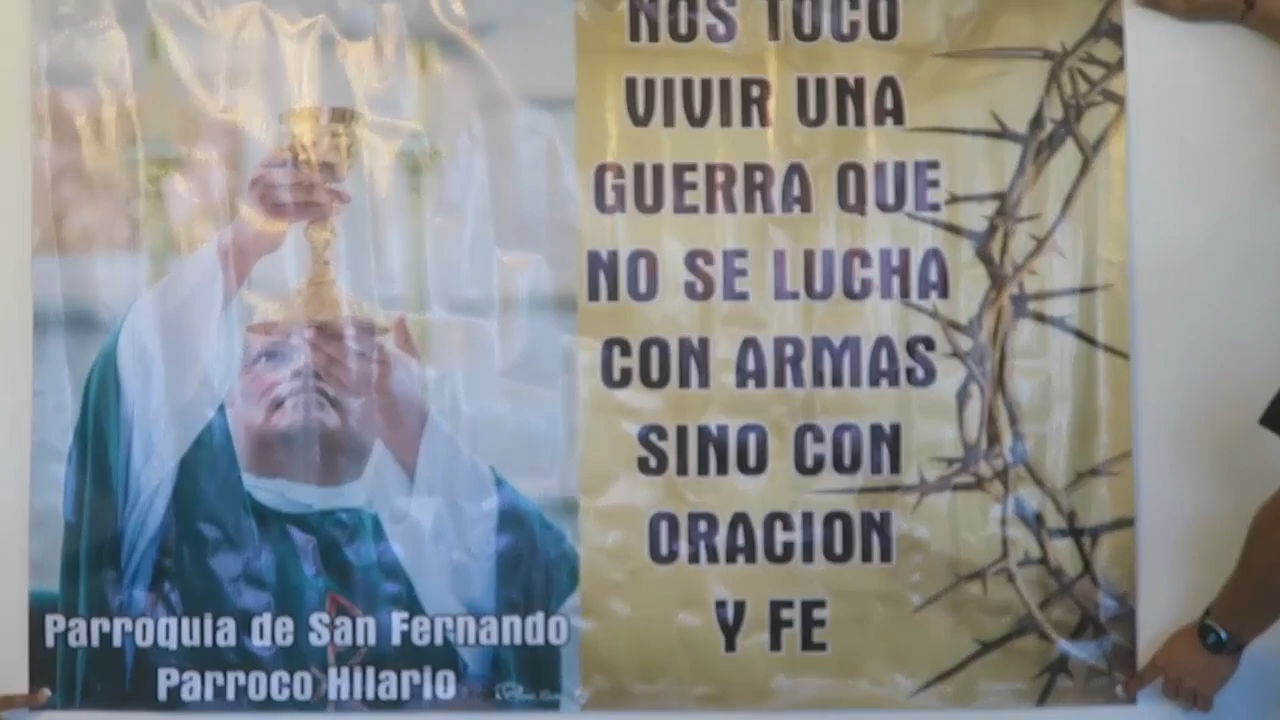 NOS TOCO
VIVIR UNA
GUERRA QUE
NO SE LUCHA
CON ARMAS
SINO CON
ORACION
Y FE
Parroquia de San Fernando
Parroco Hilario